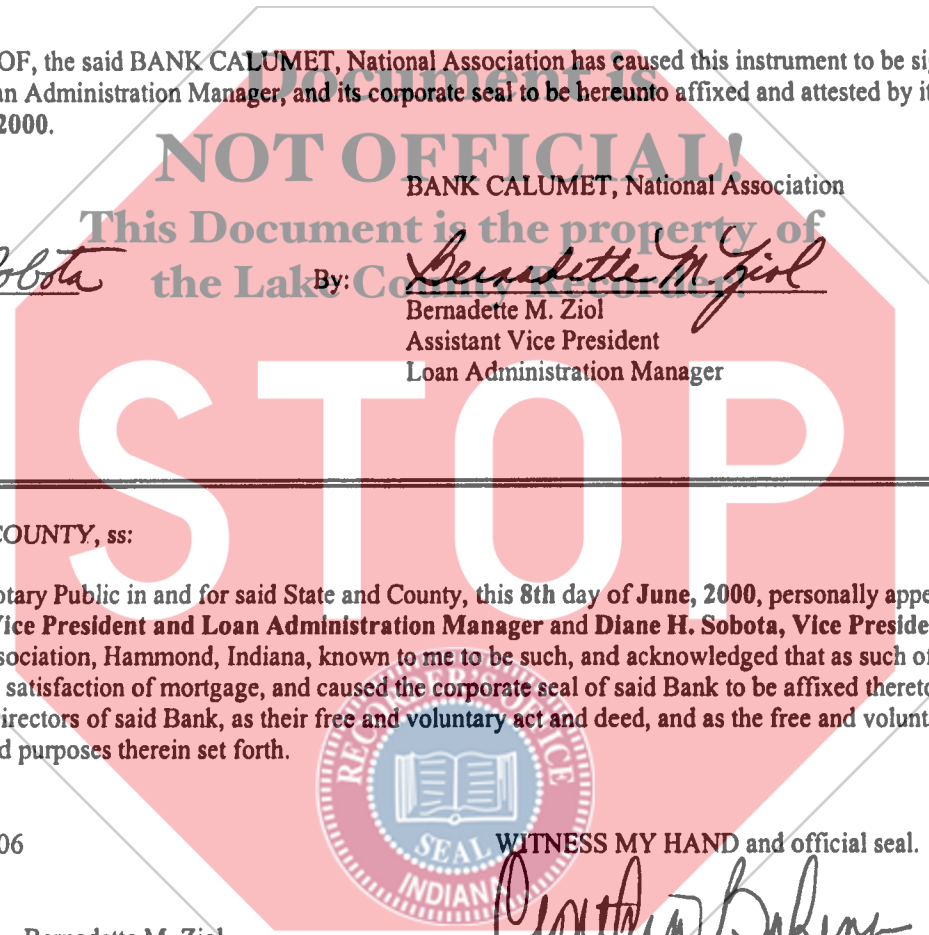 OF, the said BANK CALUMET, National Association has caused this instrument to be si
an Administration Manager, and its corporate seal to be hereunto affixed and attested by it
2000.
Document is
NOT OFFICIAL!
This Document is the property of
the Lake County Recorder!
BANK CALUMET, National Association
Sobota
By: Bernadette M. Ziol
Bernadette M. Ziol
Assistant Vice President
Loan Administration Manager
STOP
COUNTY, ss:
otary Public in and for said State and County, this 8th day of June, 2000, personally appe
Vice President and Loan Administration Manager and Diane H. Sobota, Vice Preside
sociation, Hammond, Indiana, known to me to be such, and acknowledged that as such of
satisfaction of mortgage, and caused the corporate seal of said Bank to be affixed thereto
irectors of said Bank, as their free and voluntary act and deed, and as the free and volunt
d purposes therein set forth.
RECORDER'S OFFICE
SEAL
INDIANA
06
WITNESS MY HAND and official seal.
Bernadette M. Ziol